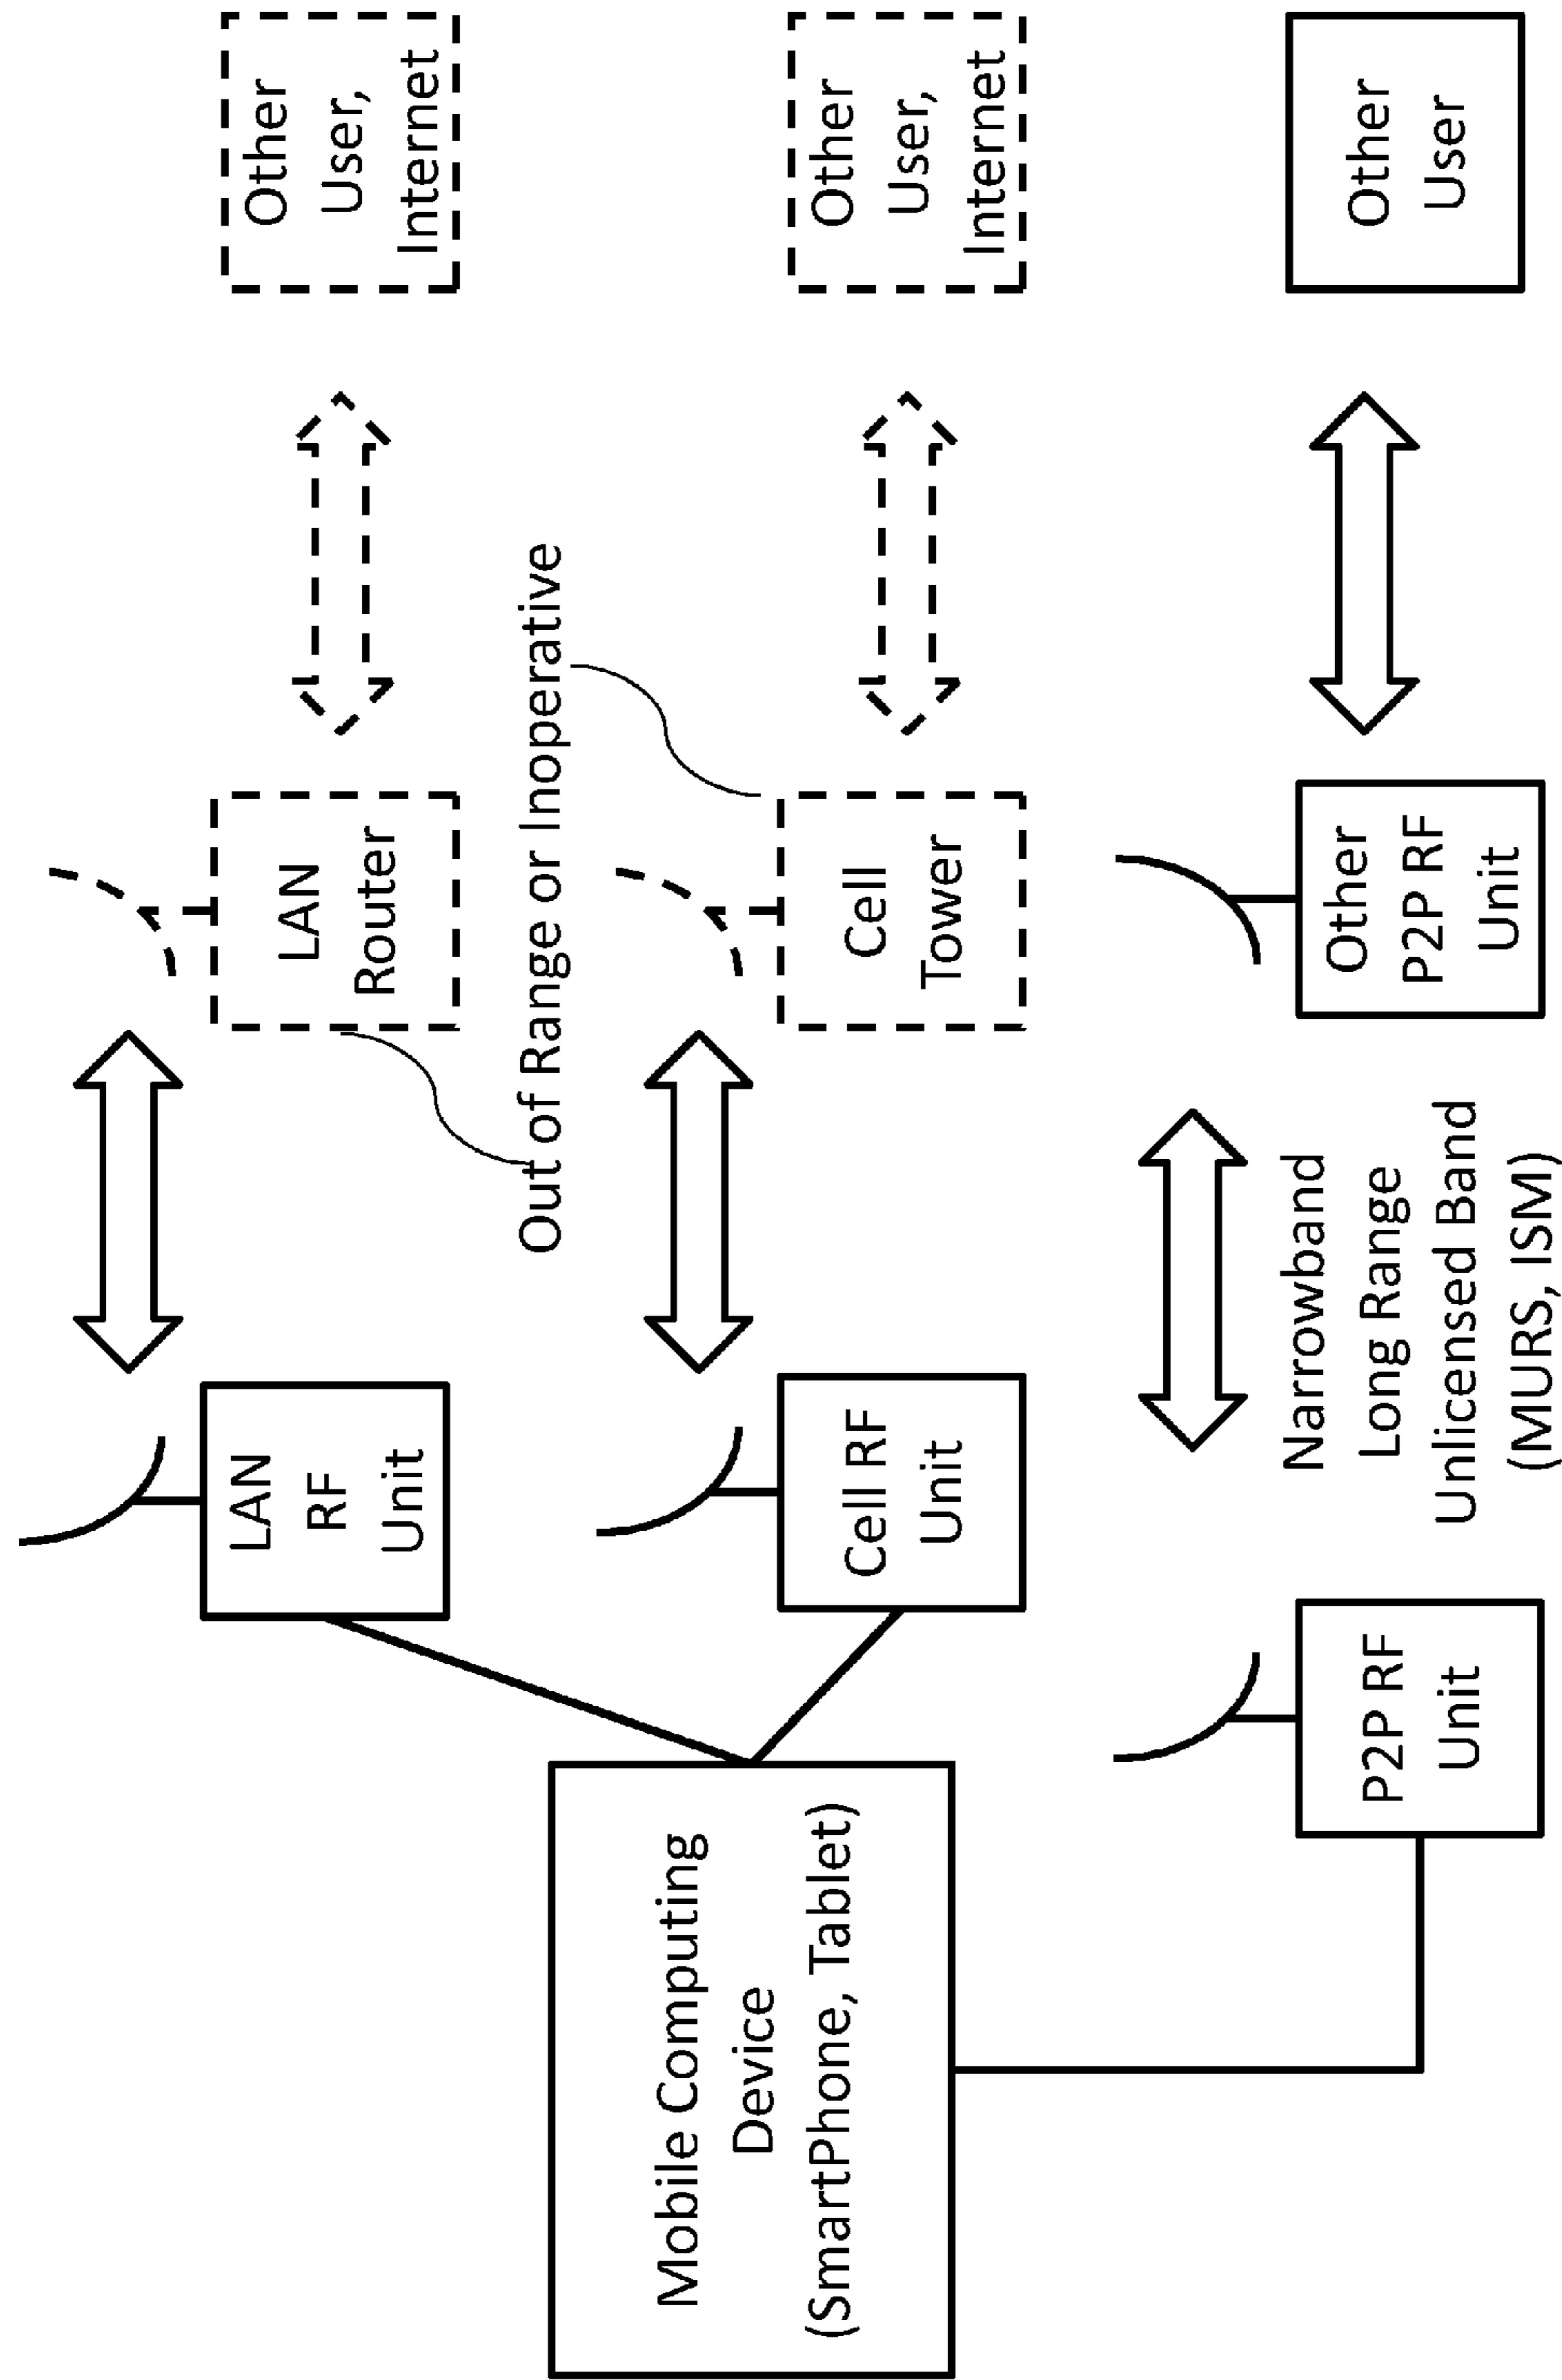 Mobile Computing
Device
(SmartPhone, Tablet)
LAN
RF
Unit
LAN
Router
Other
User,
Internet
Out of Range or Inoperative
Cell RF
Unit
Cell
Tower
Other
User,
Internet
P2P RF
Unit
Narrowband
Long Range
Unlicensed Band
(MURS, ISM)
Other
P2P RF
Unit
Other
User